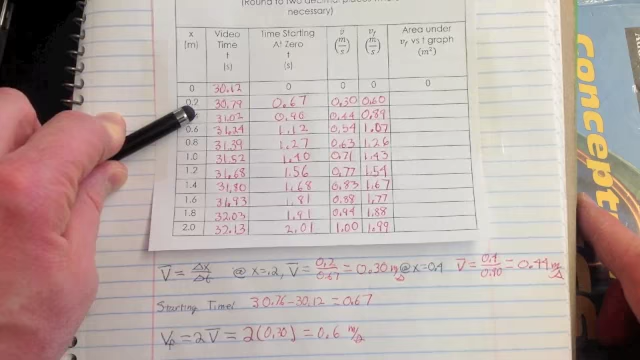 (Round to two decimal places
necessary)
x
(m)
Video
Time
t
(s)
Time Starting
At Zero
t
(s)
v̄
(m/s)
vf
(m/s)
Area under
vf vs t graph
(m²)
0 30.12 0 0 0 0
0.2 30.79 0.67 0.30 0.60
31.02 0.90 0.44 0.89
0.6 31.24 1.12 0.54 1.07
0.8 31.39 1.27 0.63 1.26
1.0 31.52 1.40 0.71 1.43
1.2 31.68 1.56 0.77 1.54
1.4 31.80 1.68 0.83 1.67
1.6 31.93 1.81 0.88 1.77
1.8 32.03 1.91 0.94 1.88
2.0 32.13 2.01 1.00 1.99
V̄ = Δx/Δt @ x=.2, V̄ = 0.2/0.67 = 0.30 m/s @ x=0.4 V̄ = 0.4/0.90 = 0.44 m/s
Starting Time! 30.76-30.12 = 0.67
Vf = 2V̄ = 2(0.30) = 0.6 m/s
concept